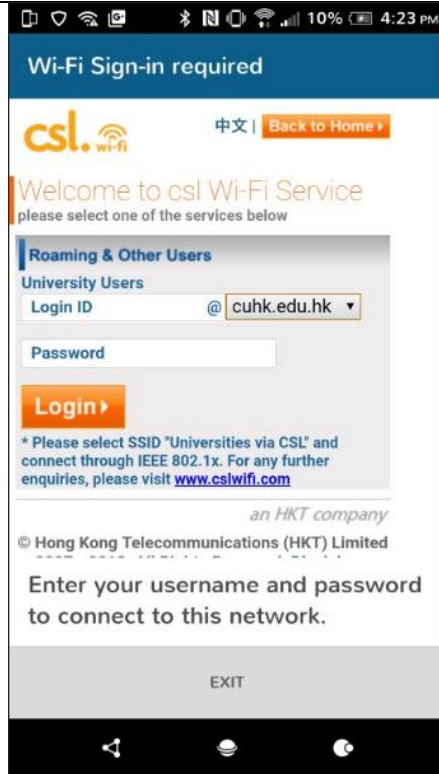 10% 4:23 PM
Wi-Fi Sign-in required
csl. wi-fi
中文 | Back to Home
Welcome to csl Wi-Fi Service
please select one of the services below
Roaming & Other Users
University Users
Login ID @ cuhk.edu.hk
Password
Login
* Please select SSID "Universities via CSL" and
connect through IEEE 802.1x. For any further
enquiries, please visit www.cslwifi.com
an HKT company
© Hong Kong Telecommunications (HKT) Limited
Enter your username and password
to connect to this network.
EXIT